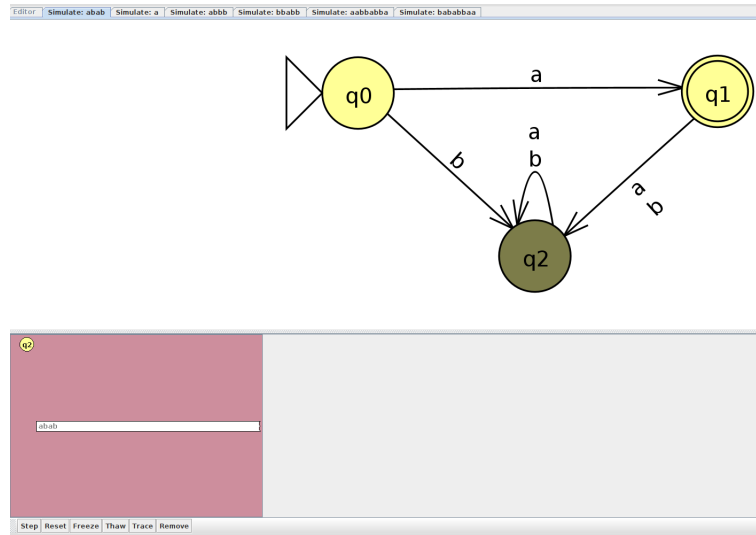 Editor Simulate: abab Simulate: a Simulate: abbb Simulate: bbabb Simulate: aabbabba Simulate: bababbaa
a
q0
q1
a
b
b
a
b
q2
q2
abab
Step Reset Freeze Thaw Trace Remove